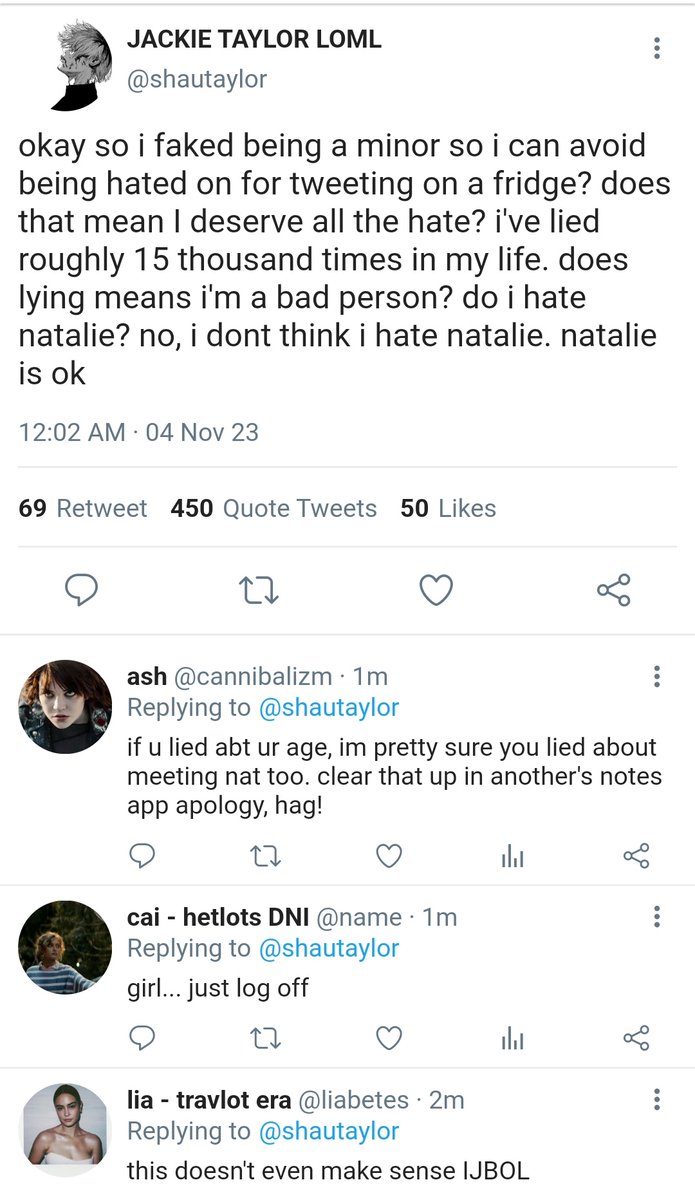 JACKIE TAYLOR LOML
@shautaylor
okay so i faked being a minor so i can avoid
being hated on for tweeting on a fridge? does
that mean I deserve all the hate? i've lied
roughly 15 thousand times in my life. does
lying means i'm a bad person? do i hate
natalie? no, i dont think i hate natalie. natalie
is ok
12:02 AM · 04 Nov 23
69 Retweet 450 Quote Tweets 50 Likes
ash @cannibalizm · 1m
Replying to @shautaylor
if u lied abt ur age, im pretty sure you lied about
meeting nat too. clear that up in another's notes
app apology, hag!
cai - hetlots DNI @name · 1m
Replying to @shautaylor
girl... just log off
lia - travlot era @liabetes · 2m
Replying to @shautaylor
this doesn't even make sense IJBOL